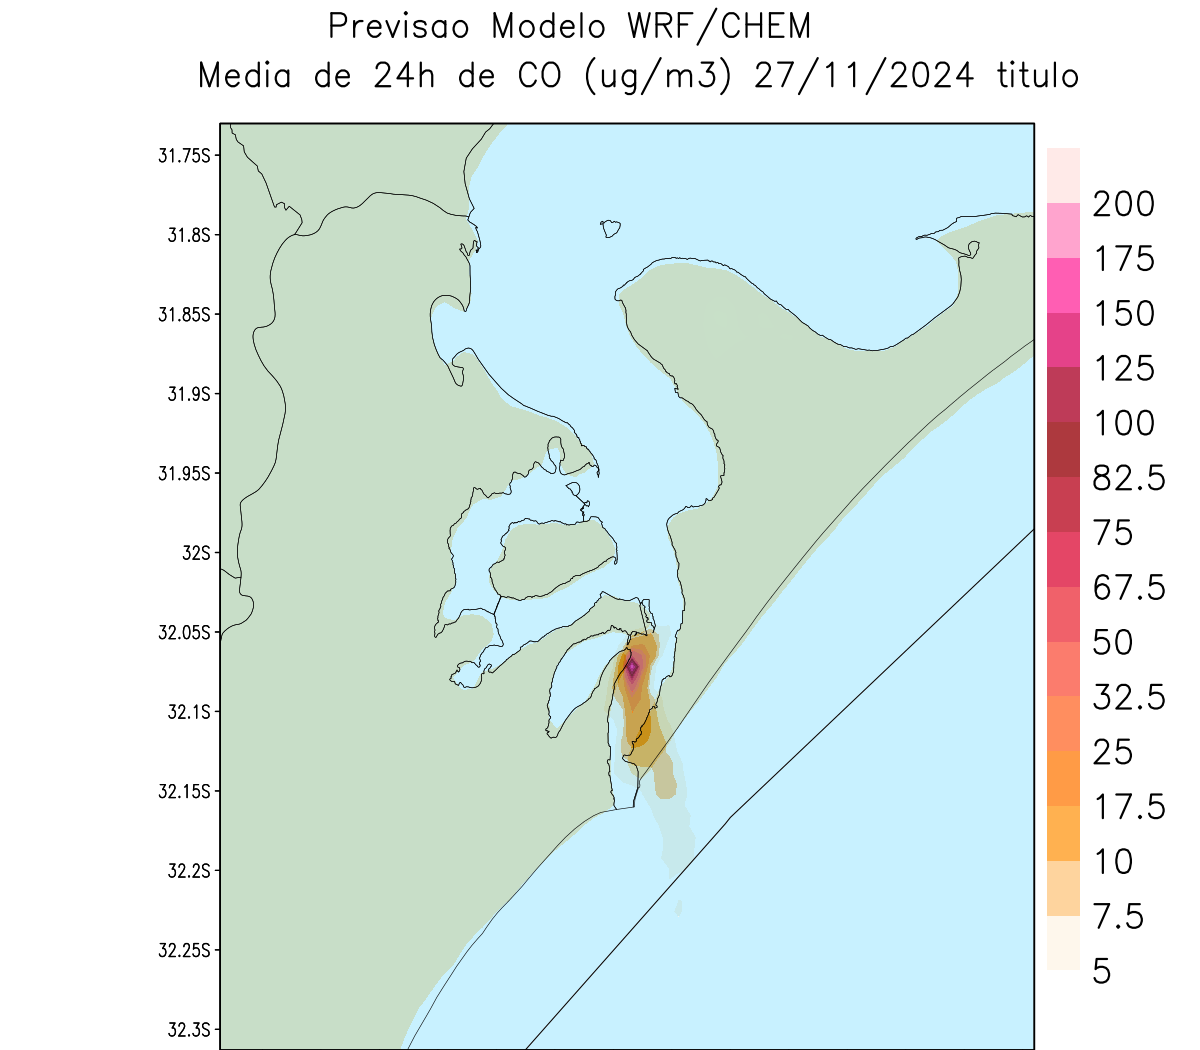 Previsao Modelo WRF/CHEM
Media de 24h de CO (ug/m3) 27/11/2024 titulo
31.75S
31.8S
31.85S
31.9S
31.95S
32S
32.05S
32.1S
32.15S
32.2S
32.25S
32.3S
200
175
150
125
100
82.5
75
67.5
50
32.5
25
17.5
10
7.5
5